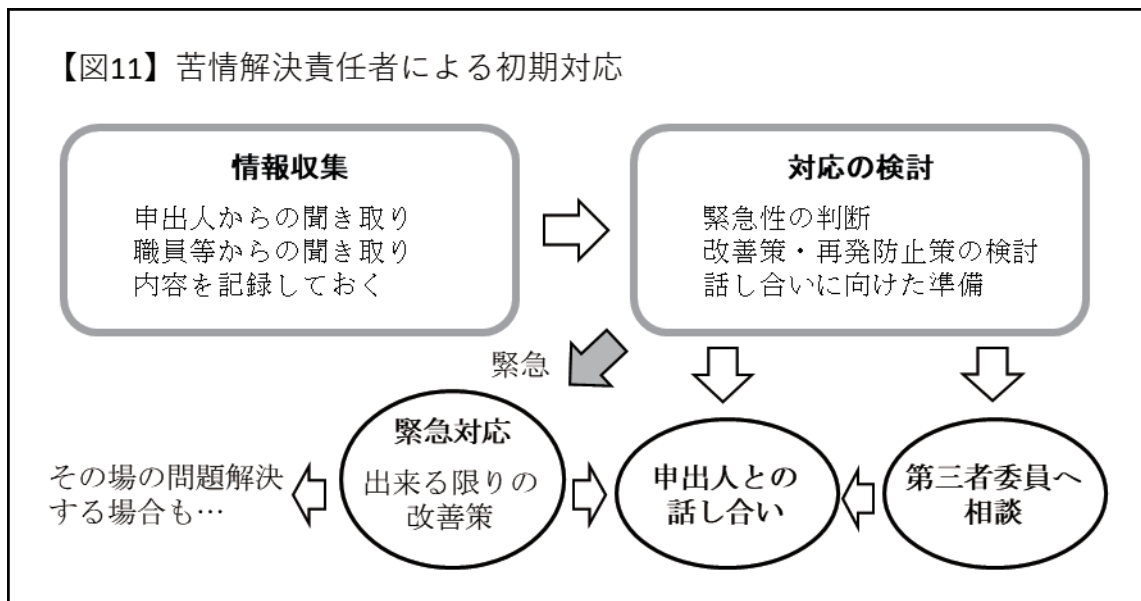 【図11】苦情解決責任者による初期対応
情報収集
申出人からの聞き取り
職員等からの聞き取り
内容を記録しておく
対応の検討
緊急性の判断
改善策・再発防止策の検討
話し合いに向けた準備
緊急
緊急対応
出来る限りの
改善策
その場の問題解決
する場合も…
申出人との
話し合い
第三者委員へ
相談